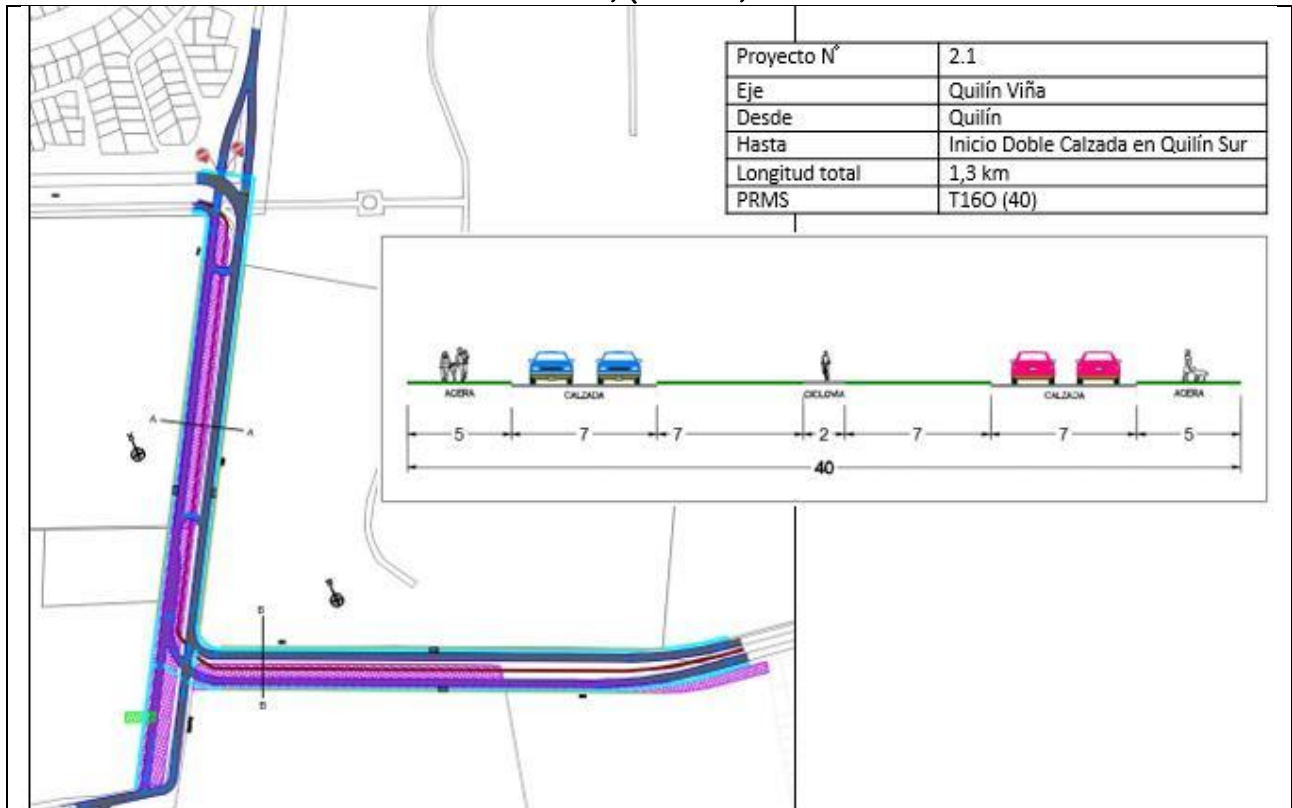 Proyecto N° 2.1
Eje Quilín Viña
Desde Quilín
Hasta Inicio Doble Calzada en Quilín Sur
Longitud total 1,3 km
PRMS T16O (40)
ACERA CALZADA CICLOVIA CALZADA ACERA
5 7 7 2 7 7 5
40
A A
B
B